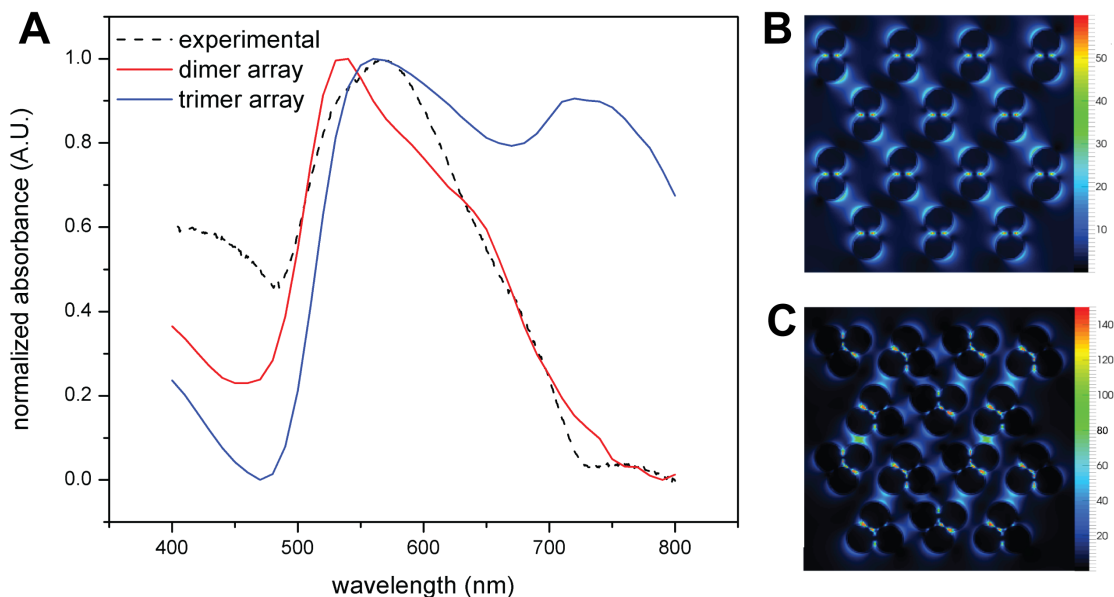 A
experimental
dimer array
trimer array
1.0
0.8
0.6
0.4
0.2
0.0
normalized absorbance (A.U.)
400
500
600
700
800
wavelength (nm)
B
50
40
30
20
10
C
140
120
100
80
60
40
20